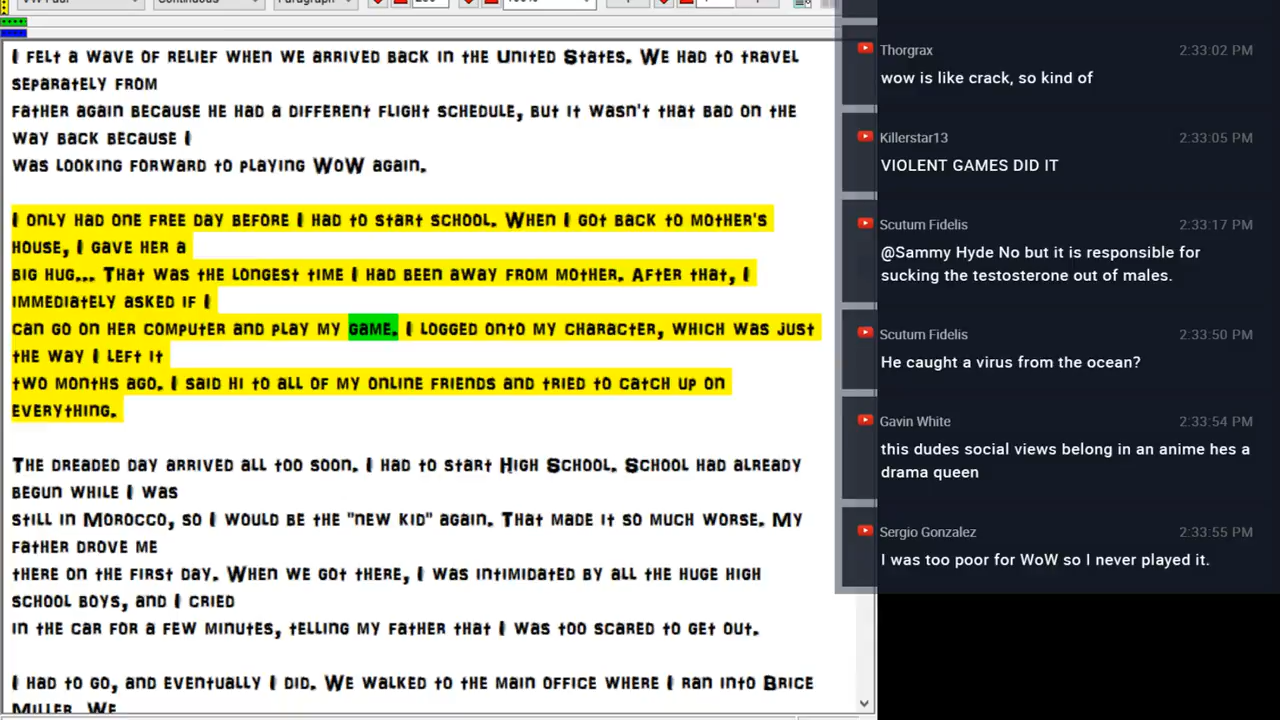 Continuous
Paragraph
I felt a wave of relief when we arrived back in the United States. We had to travel
separately from
father again because he had a different flight schedule, but it wasn't that bad on the
way back because I
was looking forward to playing WoW again.
I only had one free day before I had to start school. When I got back to mother's
house, I gave her a
big hug... That was the longest time I had been away from mother. After that, I
immediately asked if I
can go on her computer and play my game. I logged onto my character, which was just
the way I left it
two months ago. I said hi to all of my online friends and tried to catch up on
everything.
The dreaded day arrived all too soon. I had to start High School. School had already
begun while I was
still in Morocco, so I would be the "new kid" again. That made it so much worse. My
father drove me
there on the first day. When we got there, I was intimidated by all the huge high
school boys, and I cried
in the car for a few minutes, telling my father that I was too scared to get out.
I had to go, and eventually I did. We walked to the main office where I ran into Brice
Miller. We
Thorgrax 2:33:02 PM
wow is like crack, so kind of
Killerstar13 2:33:05 PM
VIOLENT GAMES DID IT
Scutum Fidelis 2:33:17 PM
@Sammy Hyde No but it is responsible for
sucking the testosterone out of males.
Scutum Fidelis 2:33:50 PM
He caught a virus from the ocean?
Gavin White 2:33:54 PM
this dudes social views belong in an anime hes a
drama queen
Sergio Gonzalez 2:33:55 PM
I was too poor for WoW so I never played it.